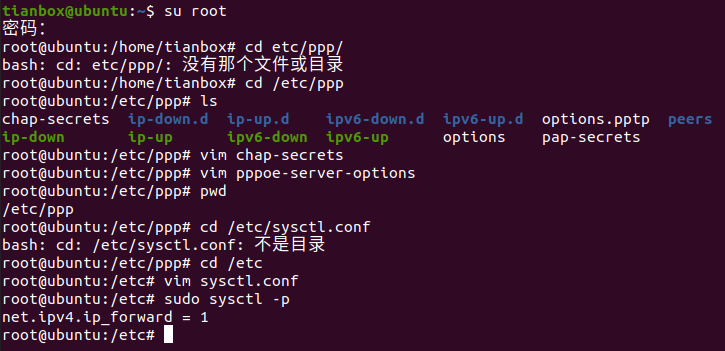 tianbox@ubuntu:~$ su root
密码：
root@ubuntu:/home/tianbox# cd etc/ppp/
bash: cd: etc/ppp/: 没有那个文件或目录
root@ubuntu:/home/tianbox# cd /etc/ppp
root@ubuntu:/etc/ppp# ls
chap-secrets  ip-down.d  ip-up.d    ipv6-down.d  ipv6-up.d  options.pptp  peers
ip-down       ip-up      ipv6-down  ipv6-up      options    pap-secrets
root@ubuntu:/etc/ppp# vim chap-secrets
root@ubuntu:/etc/ppp# vim pppoe-server-options
root@ubuntu:/etc/ppp# pwd
/etc/ppp
root@ubuntu:/etc/ppp# cd /etc/sysctl.conf
bash: cd: /etc/sysctl.conf: 不是目录
root@ubuntu:/etc/ppp# cd /etc
root@ubuntu:/etc# vim sysctl.conf
root@ubuntu:/etc# sudo sysctl -p
net.ipv4.ip_forward = 1
root@ubuntu:/etc#